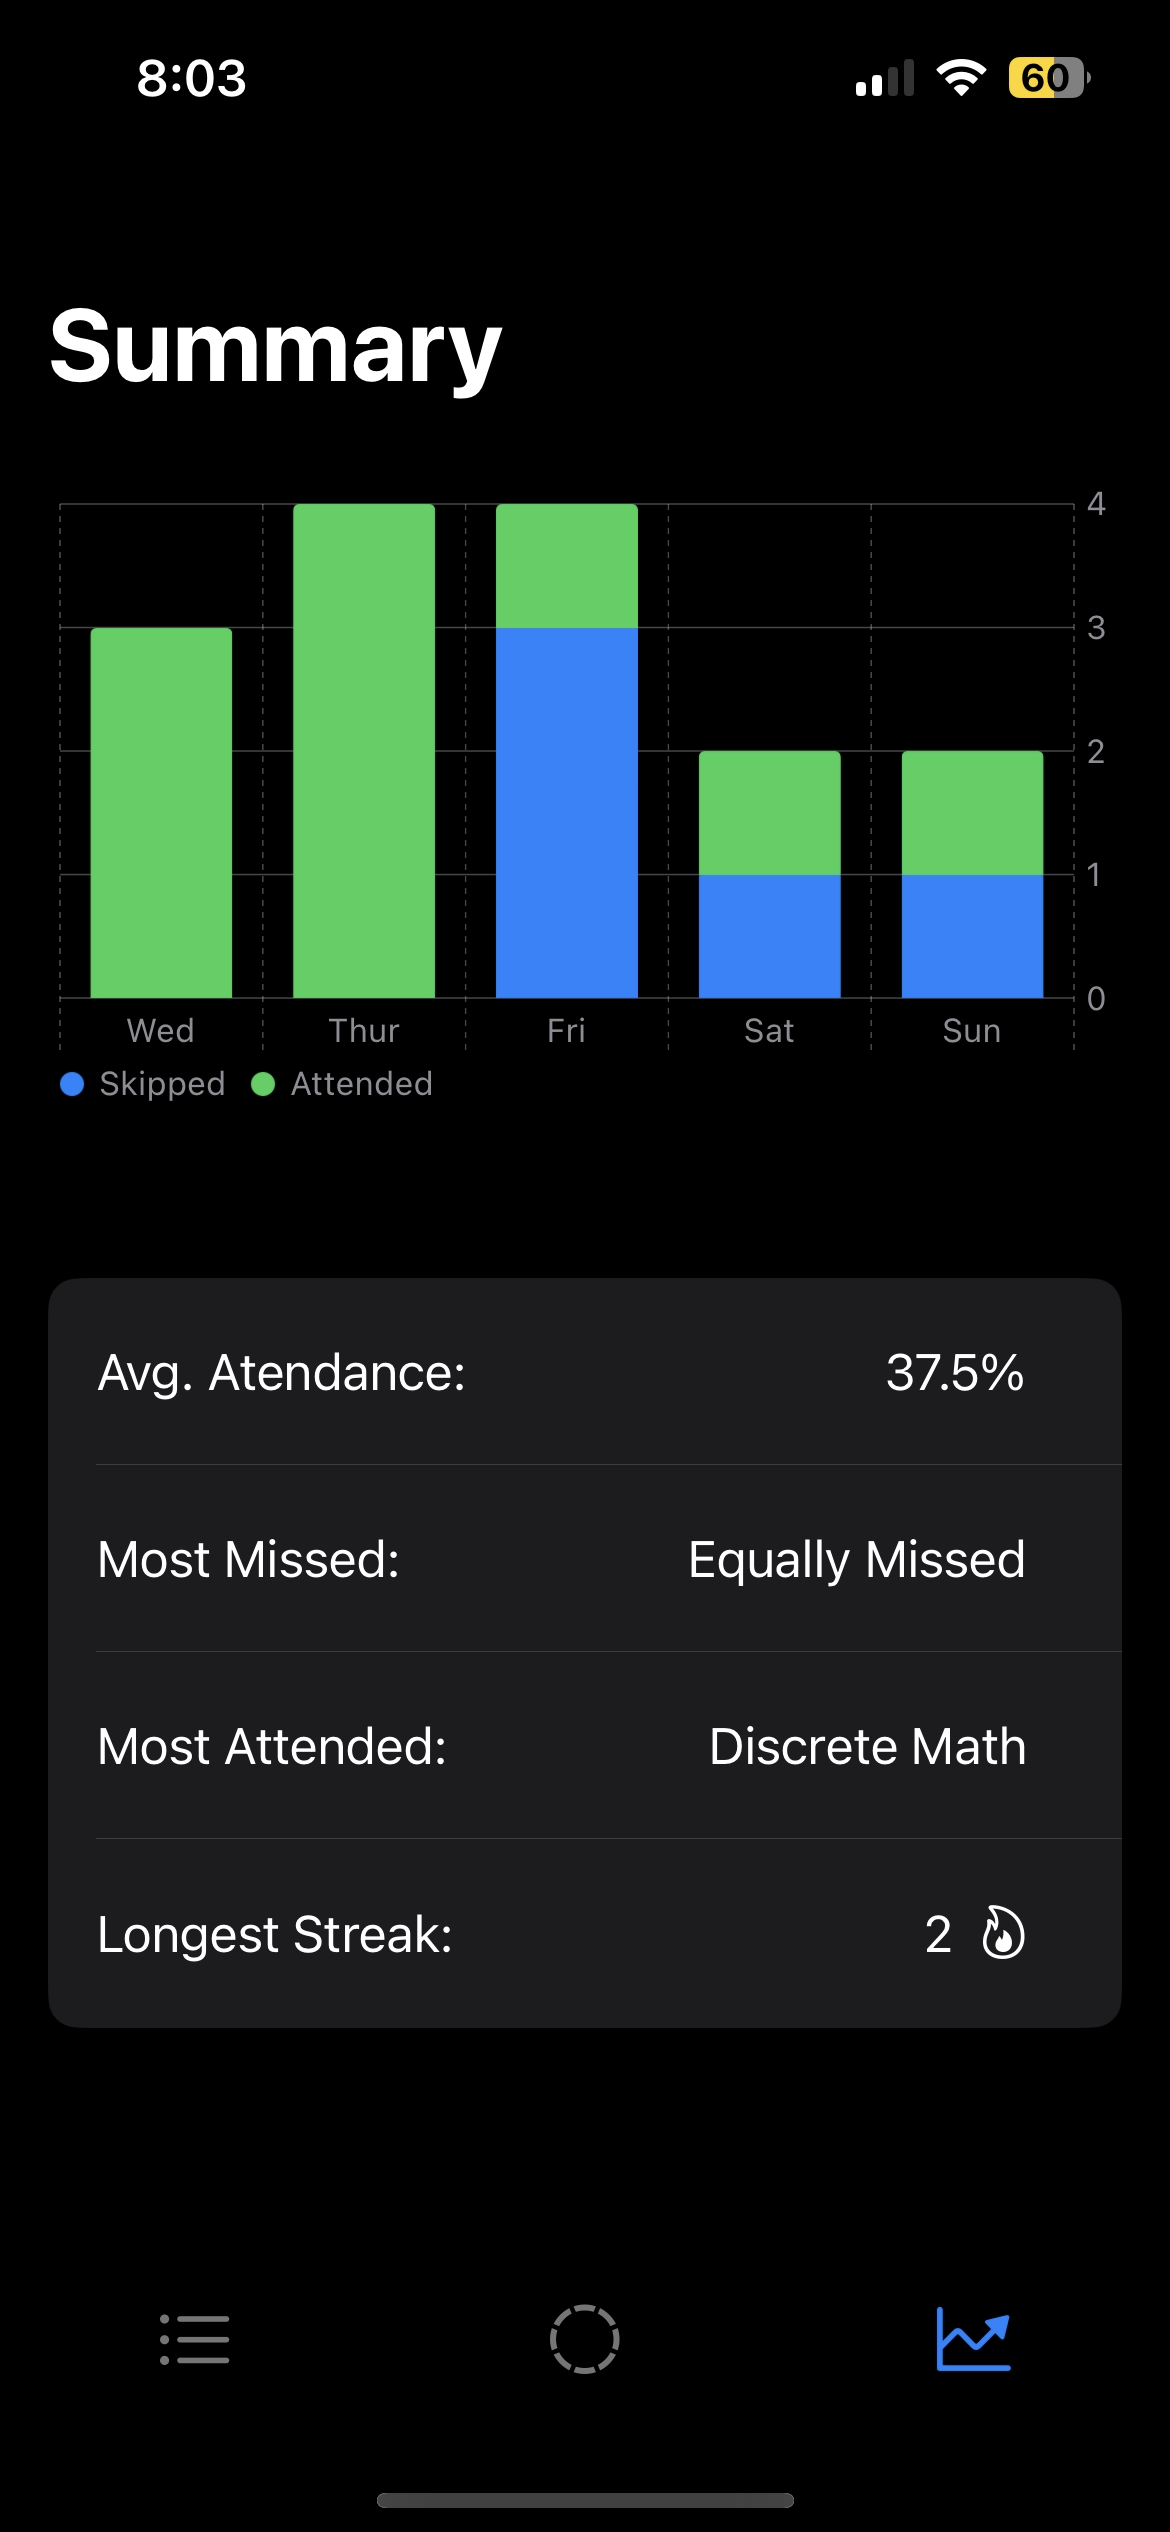 8:03 60
Summary
4
3
2
1
0
Wed Thur Fri Sat Sun
Skipped Attended
Avg. Atendance: 37.5%
Most Missed: Equally Missed
Most Attended: Discrete Math
Longest Streak: 2